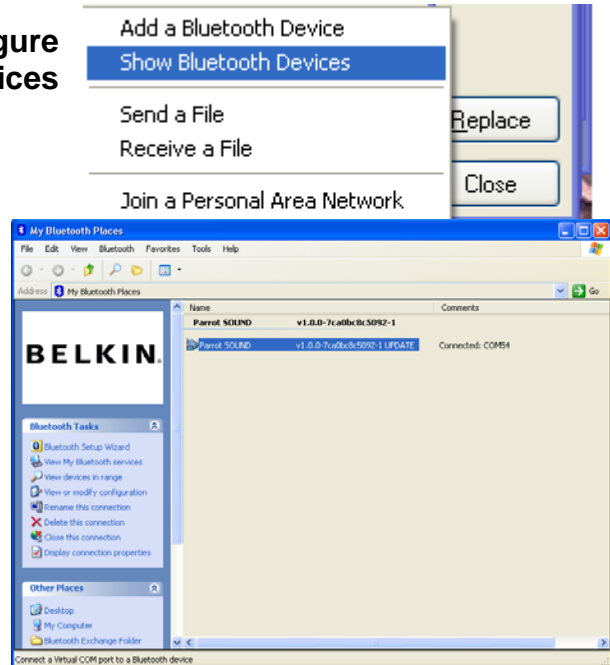 gure
ices
Add a Bluetooth Device
Show Bluetooth Devices
Send a File
Receive a File
Join a Personal Area Network
Replace
Close
My Bluetooth Places
File Edit View Bluetooth Favorites Tools Help
Address My Bluetooth Places Go
Name Comments
Parrot SOUND v1.0.0-7ca0bc8c5092-1
Parrot SOUND v1.0.0-7ca0bc8c5092-1 UPDATE Connected: COM54
BELKIN.
Bluetooth Tasks
Bluetooth Setup Wizard
View My Bluetooth services
View devices in range
View or modify configuration
Rename this connection
Delete this connection
Close this connection
Display connection properties
Other Places
Desktop
My Computer
Bluetooth Exchange Folder
Connect a Virtual COM port to a Bluetooth device